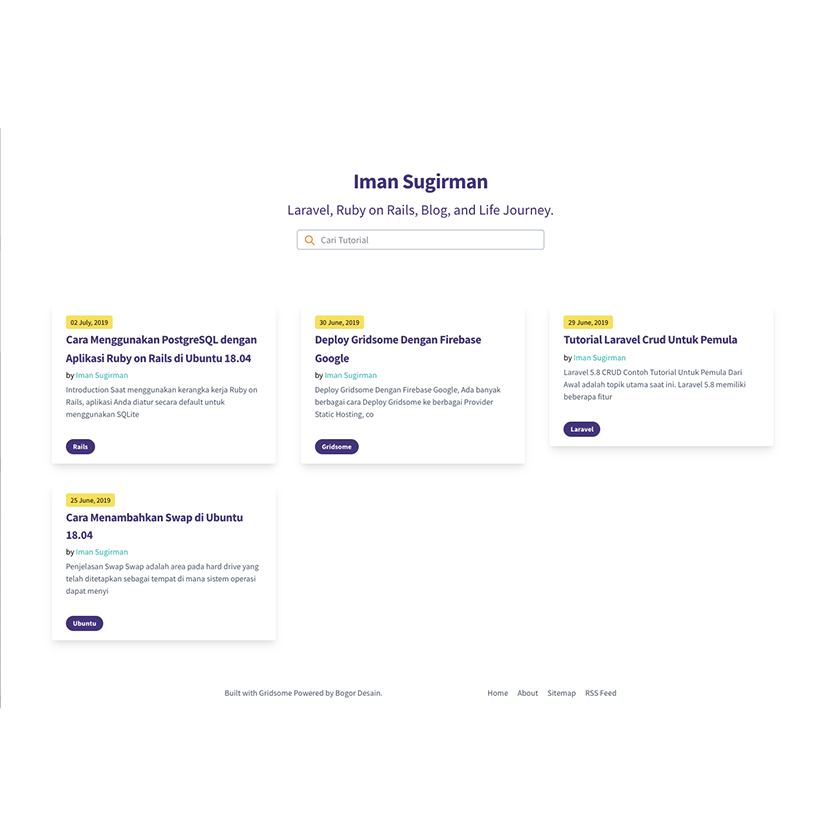 Iman Sugirman
Laravel, Ruby on Rails, Blog, and Life Journey.
Cari Tutorial
02 July, 2019
Cara Menggunakan PostgreSQL dengan
Aplikasi Ruby on Rails di Ubuntu 18.04
by Iman Sugirman
Introduction Saat menggunakan kerangka kerja Ruby on
Rails, aplikasi Anda diatur secara default untuk
menggunakan SQLite
Rails
30 June, 2019
Deploy Gridsome Dengan Firebase
Google
by Iman Sugirman
Deploy Gridsome Dengan Firebase Google, Ada banyak
berbagai cara Deploy Gridsome ke berbagai Provider
Static Hosting, co
Gridsome
29 June, 2019
Tutorial Laravel Crud Untuk Pemula
by Iman Sugirman
Laravel 5.8 CRUD Contoh Tutorial Untuk Pemula Dari
Awal adalah topik utama saat ini. Laravel 5.8 memiliki
beberapa fitur
Laravel
25 June, 2019
Cara Menambahkan Swap di Ubuntu
18.04
by Iman Sugirman
Penjelasan Swap Swap adalah area pada hard drive yang
telah ditetapkan sebagai tempat di mana sistem operasi
dapat menyi
Ubuntu
Built with Gridsome Powered by Bogor Desain.
Home About Sitemap RSS Feed